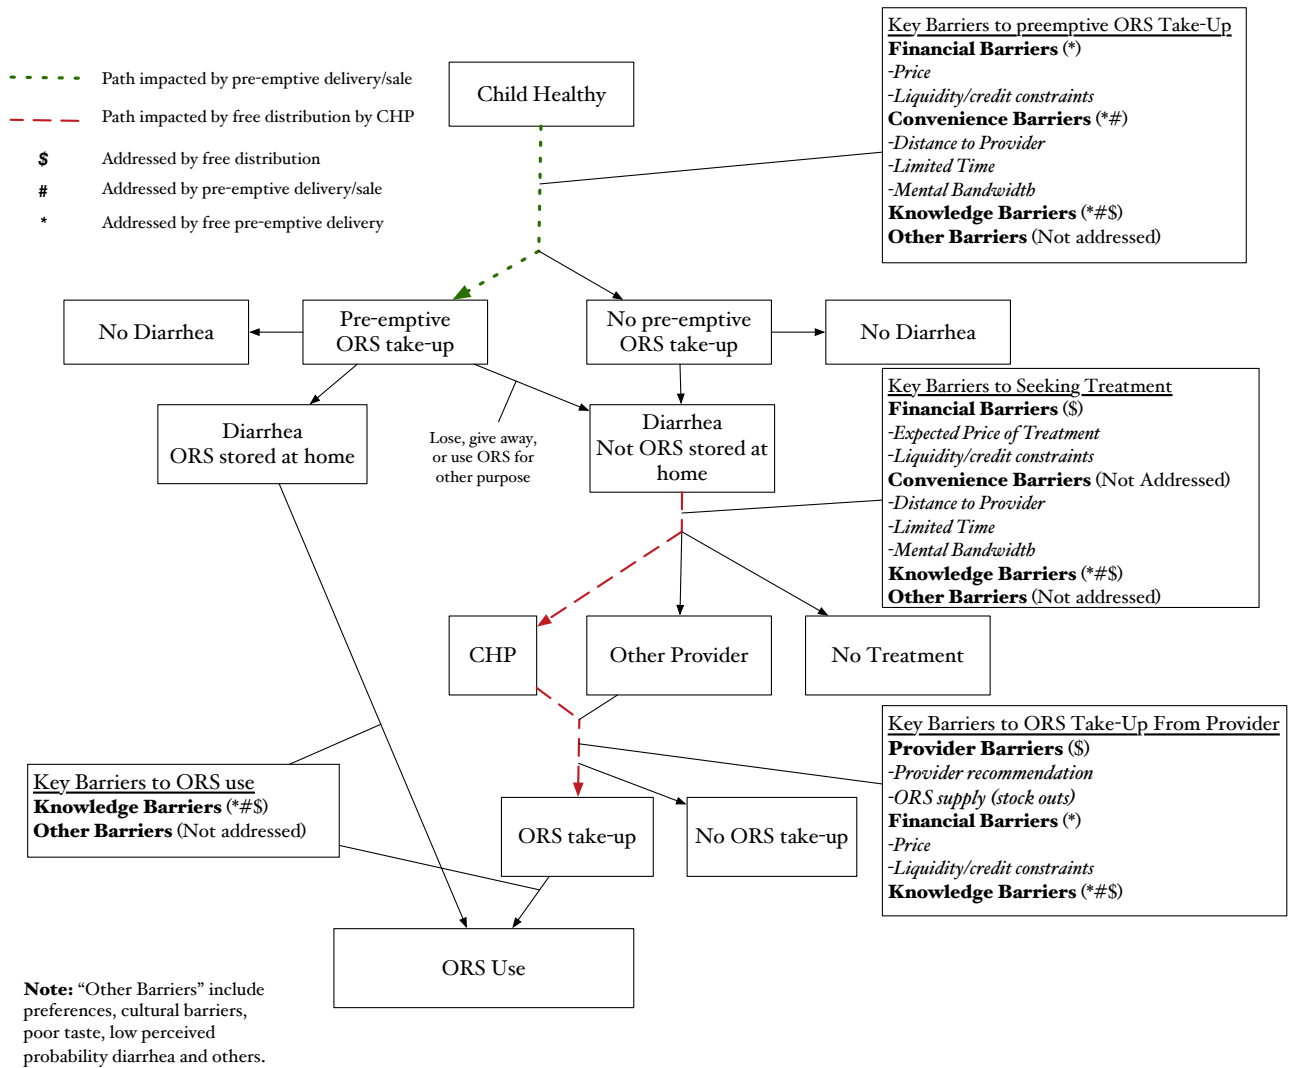 Path impacted by pre-emptive delivery/sale
Path impacted by free distribution by CHP
$ Addressed by free distribution
# Addressed by pre-emptive delivery/sale
* Addressed by free pre-emptive delivery
Child Healthy
Key Barriers to preemptive ORS Take-Up
Financial Barriers (*)
-Price
-Liquidity/credit constraints
Convenience Barriers (*#)
-Distance to Provider
-Limited Time
-Mental Bandwidth
Knowledge Barriers (*#$)
Other Barriers (Not addressed)
No Diarrhea
Pre-emptive
ORS take-up
No pre-emptive
ORS take-up
No Diarrhea
Diarrhea
ORS stored at home
Lose, give away,
or use ORS for
other purpose
Diarrhea
Not ORS stored at
home
Key Barriers to Seeking Treatment
Financial Barriers ($)
-Expected Price of Treatment
-Liquidity/credit constraints
Convenience Barriers (Not Addressed)
-Distance to Provider
-Limited Time
-Mental Bandwidth
Knowledge Barriers (*#$)
Other Barriers (Not addressed)
CHP
Other Provider
No Treatment
Key Barriers to ORS Take-Up From Provider
Provider Barriers ($)
-Provider recommendation
-ORS supply (stock outs)
Financial Barriers (*)
-Price
-Liquidity/credit constraints
Knowledge Barriers (*#$)
Key Barriers to ORS use
Knowledge Barriers (*#$)
Other Barriers (Not addressed)
ORS take-up
No ORS take-up
ORS Use
Note: “Other Barriers” include
preferences, cultural barriers,
poor taste, low perceived
probability diarrhea and others.